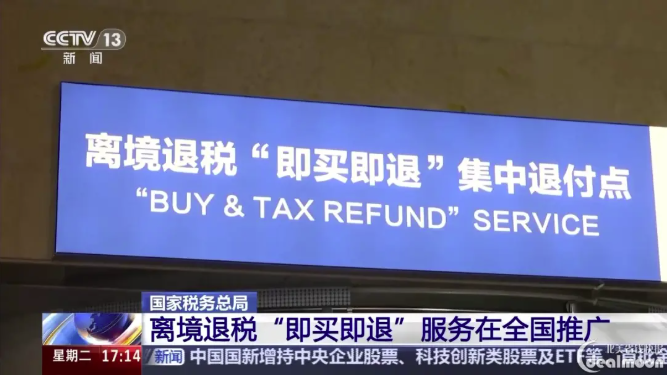 CCTV 13
新闻
离境退税“即买即退”集中退付点
“BUY & TAX REFUND” SERVICE
国家税务总局
离境退税“即买即退”服务在全国推广
星期二 17:14
新闻 中国国新增持中央企业股票、科技创新类股票及ETF等
dealmoon